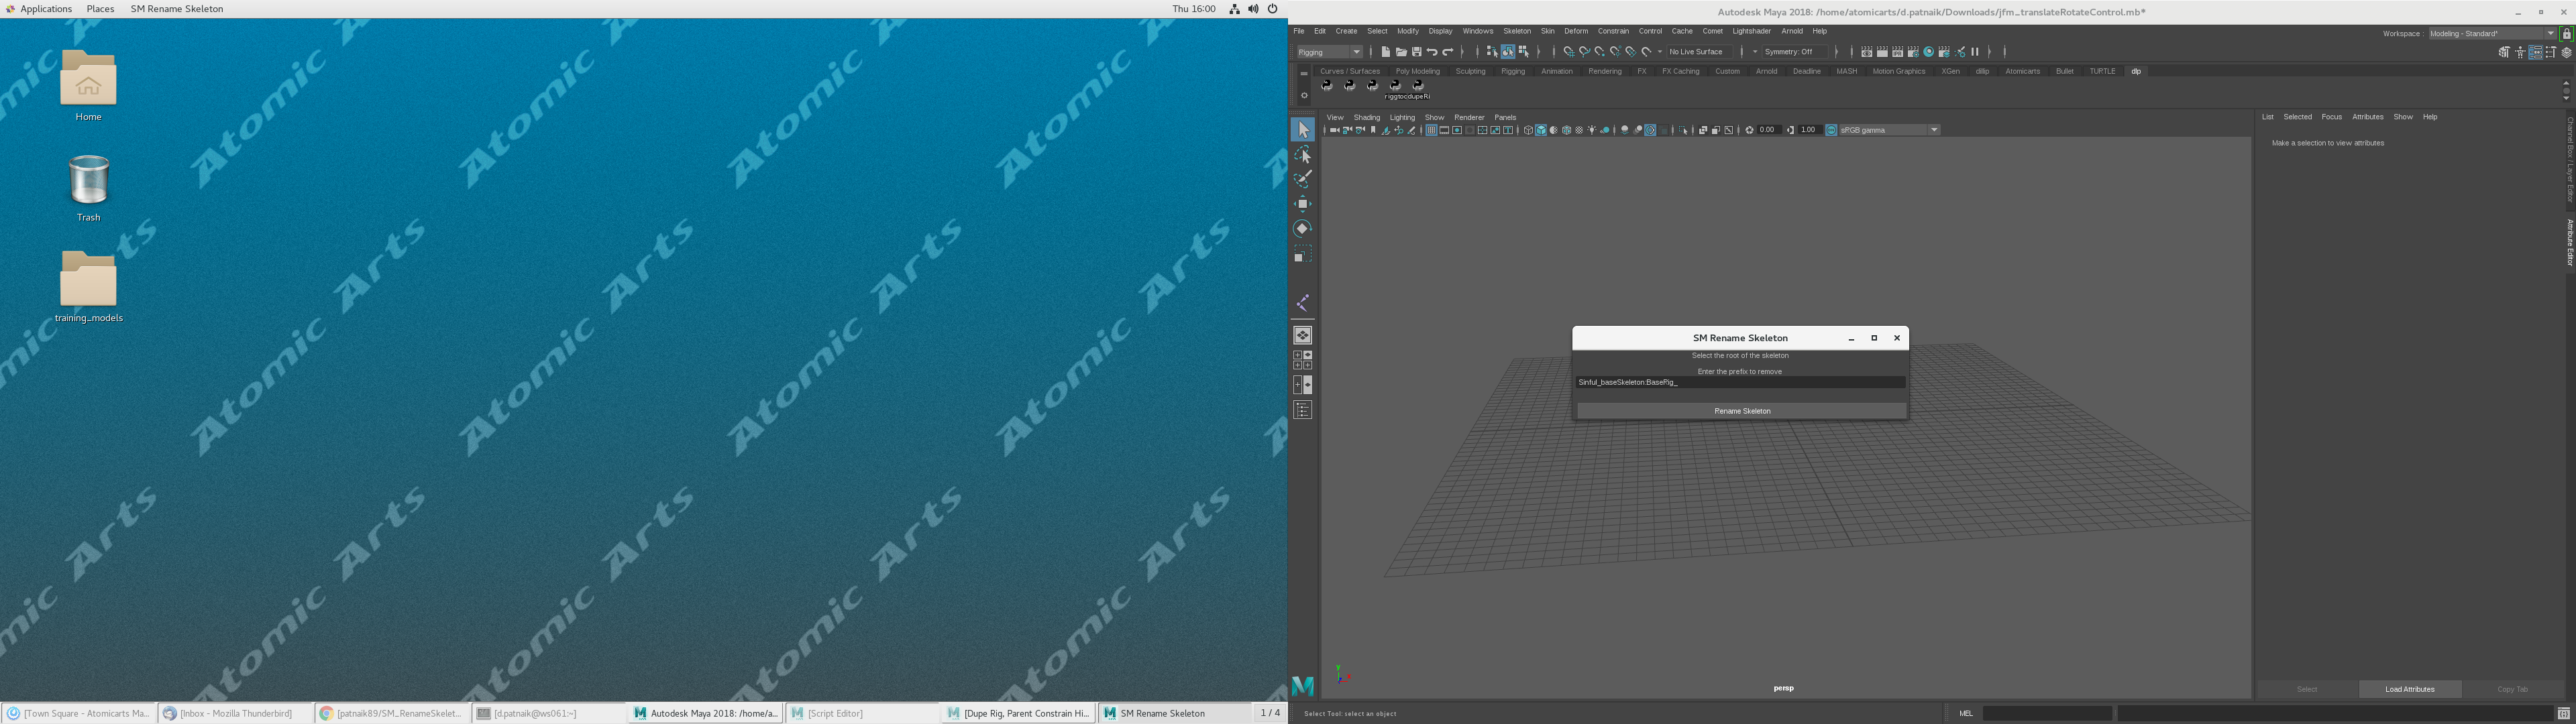 Applications Places SM Rename Skeleton
Thu 16:00
Home
Trash
training_models
Atomic Arts
Autodesk Maya 2018: /home/atomicarts/d.patnaik/Downloads/jfm_translateRotateControl.mb*
File Edit Create Select Modify Display Windows Skeleton Skin Deform Constrain Control Cache Comet Lightshader Arnold Help
Workspace : Modeling - Standard*
Rigging
No Live Surface
Symmetry: Off
Curves / Surfaces Poly Modeling Sculpting Rigging Animation Rendering FX FX Caching Custom Arnold Deadline MASH Motion Graphics XGen Atomicarts Bullet TURTLE dlp
View Shading Lighting Show Renderer Panels
0.00 1.00 sRGB gamma
List Selected Focus Attributes Show Help
Make a selection to view attributes
Channel Box / Layer Editor
Attribute Editor
SM Rename Skeleton
Select the root of the skeleton
Enter the prefix to remove
Sinful_baseSkeleton:BaseRig_
Rename Skeleton
Y
persp
Select Load Attributes Copy Tab
Select Tool: select an object
MEL
[Town Square - Atomicarts Ma...
[Inbox - Mozilla Thunderbird]
[patnaik89/SM_RenameSkelet...
[d.patnaik@ws061:~]
Autodesk Maya 2018: /home/a...
[Script Editor]
[Dupe Rig, Parent Constrain Hi...
SM Rename Skeleton
1 / 4